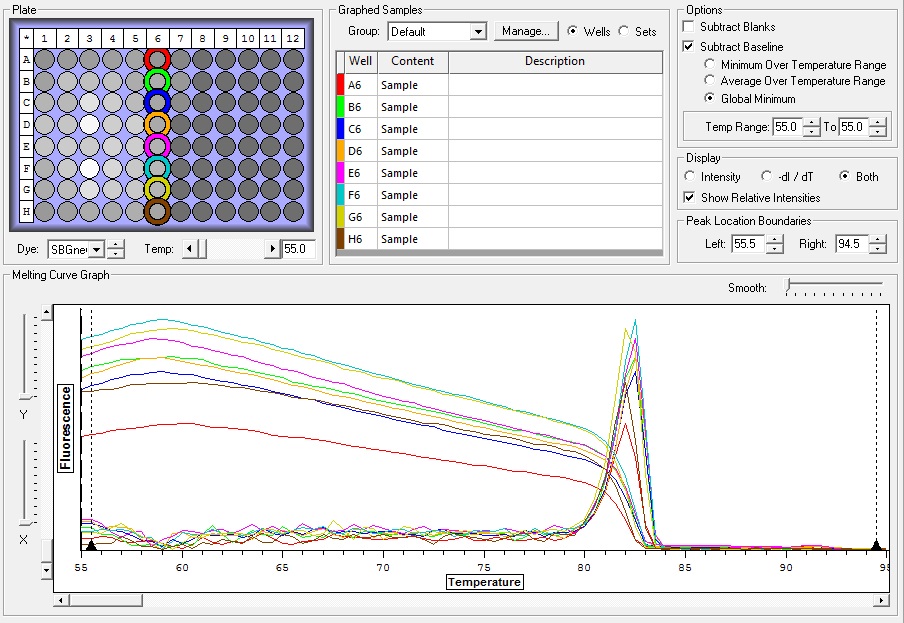 Plate
* 1 2 3 4 5 6 7 8 9 10 11 12
A
B
C
D
E
F
G
H
Dye: SBGne Temp: 55.0
Graphed Samples
Group: Default Manage... Wells Sets
Well Content Description
A6 Sample
B6 Sample
C6 Sample
D6 Sample
E6 Sample
F6 Sample
G6 Sample
H6 Sample
Options
Subtract Blanks
Subtract Baseline
Minimum Over Temperature Range
Average Over Temperature Range
Global Minimum
Temp Range: 55.0 To 55.0
Display
Intensity -dI / dT Both
Show Relative Intensities
Peak Location Boundaries
Left: 55.5 Right: 94.5
Melting Curve Graph
Smooth:
Y
X
Fluorescence
55 60 65 70 75 80 85 90 95
Temperature